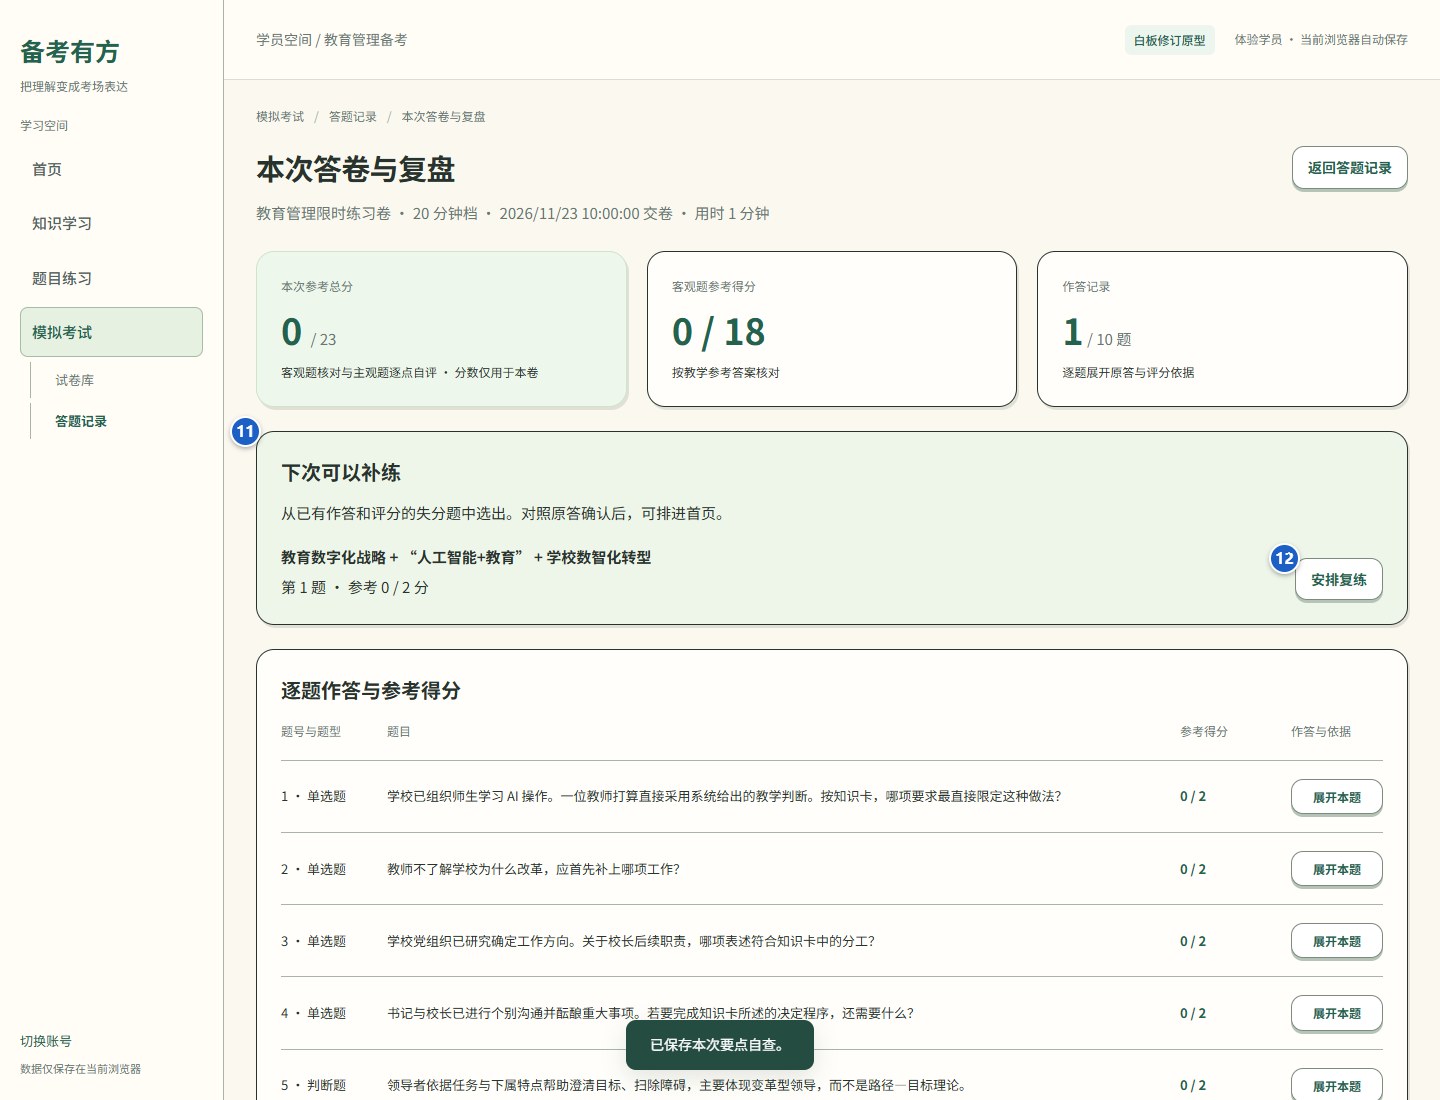 备考有方
把理解变成考场表达
学习空间
首页
知识学习
题目练习
模拟考试
试卷库
答题记录
切换账号
数据仅保存在当前浏览器
学员空间 / 教育管理备考
白板修订原型
体验学员 · 当前浏览器自动保存
模拟考试 / 答题记录 / 本次答卷与复盘
本次答卷与复盘
返回答题记录
教育管理限时练习卷 · 20 分钟档 · 2026/11/23 10:00:00 交卷 · 用时 1 分钟
本次参考总分
0 / 23
客观题核对与主观题逐点自评 · 分数仅用于本卷
客观题参考得分
0 / 18
按教学参考答案核对
作答记录
1 / 10 题
逐题展开原答与评分依据
11
下次可以补练
从已有作答和评分的失分题中选出。对照原答确认后，可排进首页。
教育数字化战略 + “人工智能+教育” + 学校数智化转型
第 1 题 · 参考 0 / 2 分
12
安排复练
逐题作答与参考得分
题号与题型 题目 参考得分 作答与依据
1 · 单选题 学校已组织师生学习 AI 操作。一位教师打算直接采用系统给出的教学判断。按知识卡，哪项要求最直接限定这种做法？ 0 / 2 展开本题
2 · 单选题 教师不了解学校为什么改革，应首先补上哪项工作？ 0 / 2 展开本题
3 · 单选题 学校党组织已研究确定工作方向。关于校长后续职责，哪项表述符合知识卡中的分工？ 0 / 2 展开本题
4 · 单选题 书记与校长已进行个别沟通并酝酿重大事项。若要完成知识卡所述的决定程序，还需要什么？ 0 / 2 展开本题
已保存本次要点自查。
5 · 判断题 领导者依据任务与下属特点帮助澄清目标、扫除障碍，主要体现变革型领导，而不是路径—目标理论。 0 / 2 展开本题